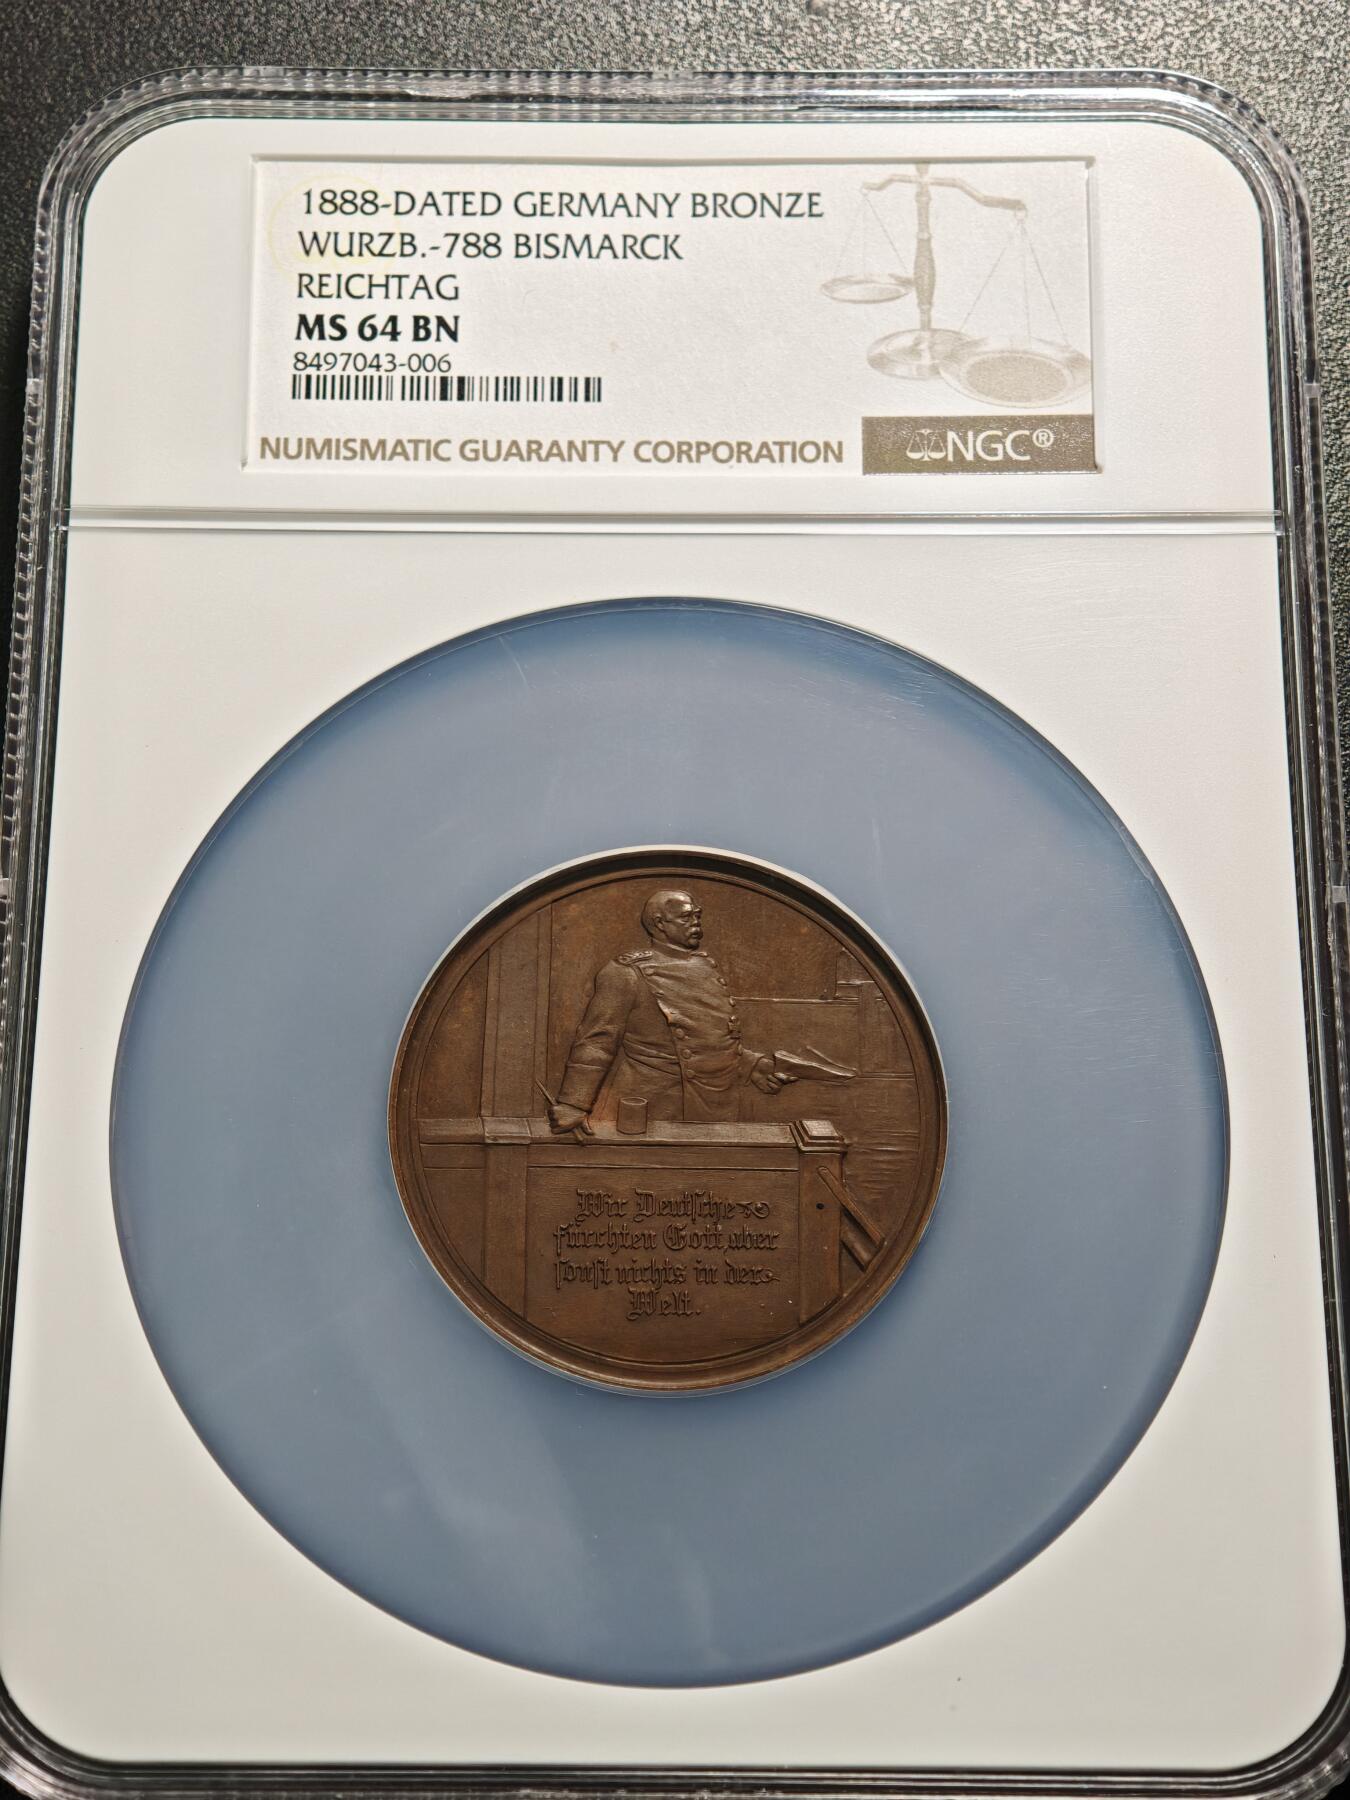 1888-DATED GERMANY BRONZE
WURZB.-788 BISMARCK
REICHTAG
MS 64 BN
8497043-006
NUMISMATIC GUARANTY CORPORATION
NGC®
Wir Deutſche
fürchten Gott, aber
ſonſt nichts in der
Welt.